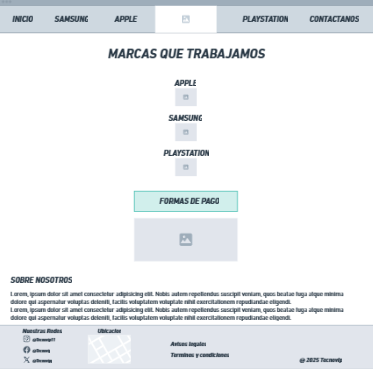 INICIO SAMSUNG APPLE PLAYSTATION CONTACTANOS
MARCAS QUE TRABAJAMOS
APPLE
SAMSUNG
PLAYSTATION
FORMAS DE PAGO
SOBRE NOSOTROS
Lorem, ipsum dolor sit amet consectetur adipisicing elit. Nobis autem repellendus suscipit veniam, quos beatae fuga atque minima
dolore qui aspernatur voluptas deleniti, facilis voluptatem voluptate nihil exercitationem repudiandae eligendi.
Lorem, ipsum dolor sit amet consectetur adipisicing elit. Nobis autem repellendus suscipit veniam, quos beatae fuga atque minima
dolore qui aspernatur voluptas deleniti, facilis voluptatem voluptate nihil exercitationem repudiandae eligendi.
Nuestras Redes Ubicacion
Avisos legales
Terminos y condiciones
@ 2025 Tecnovip